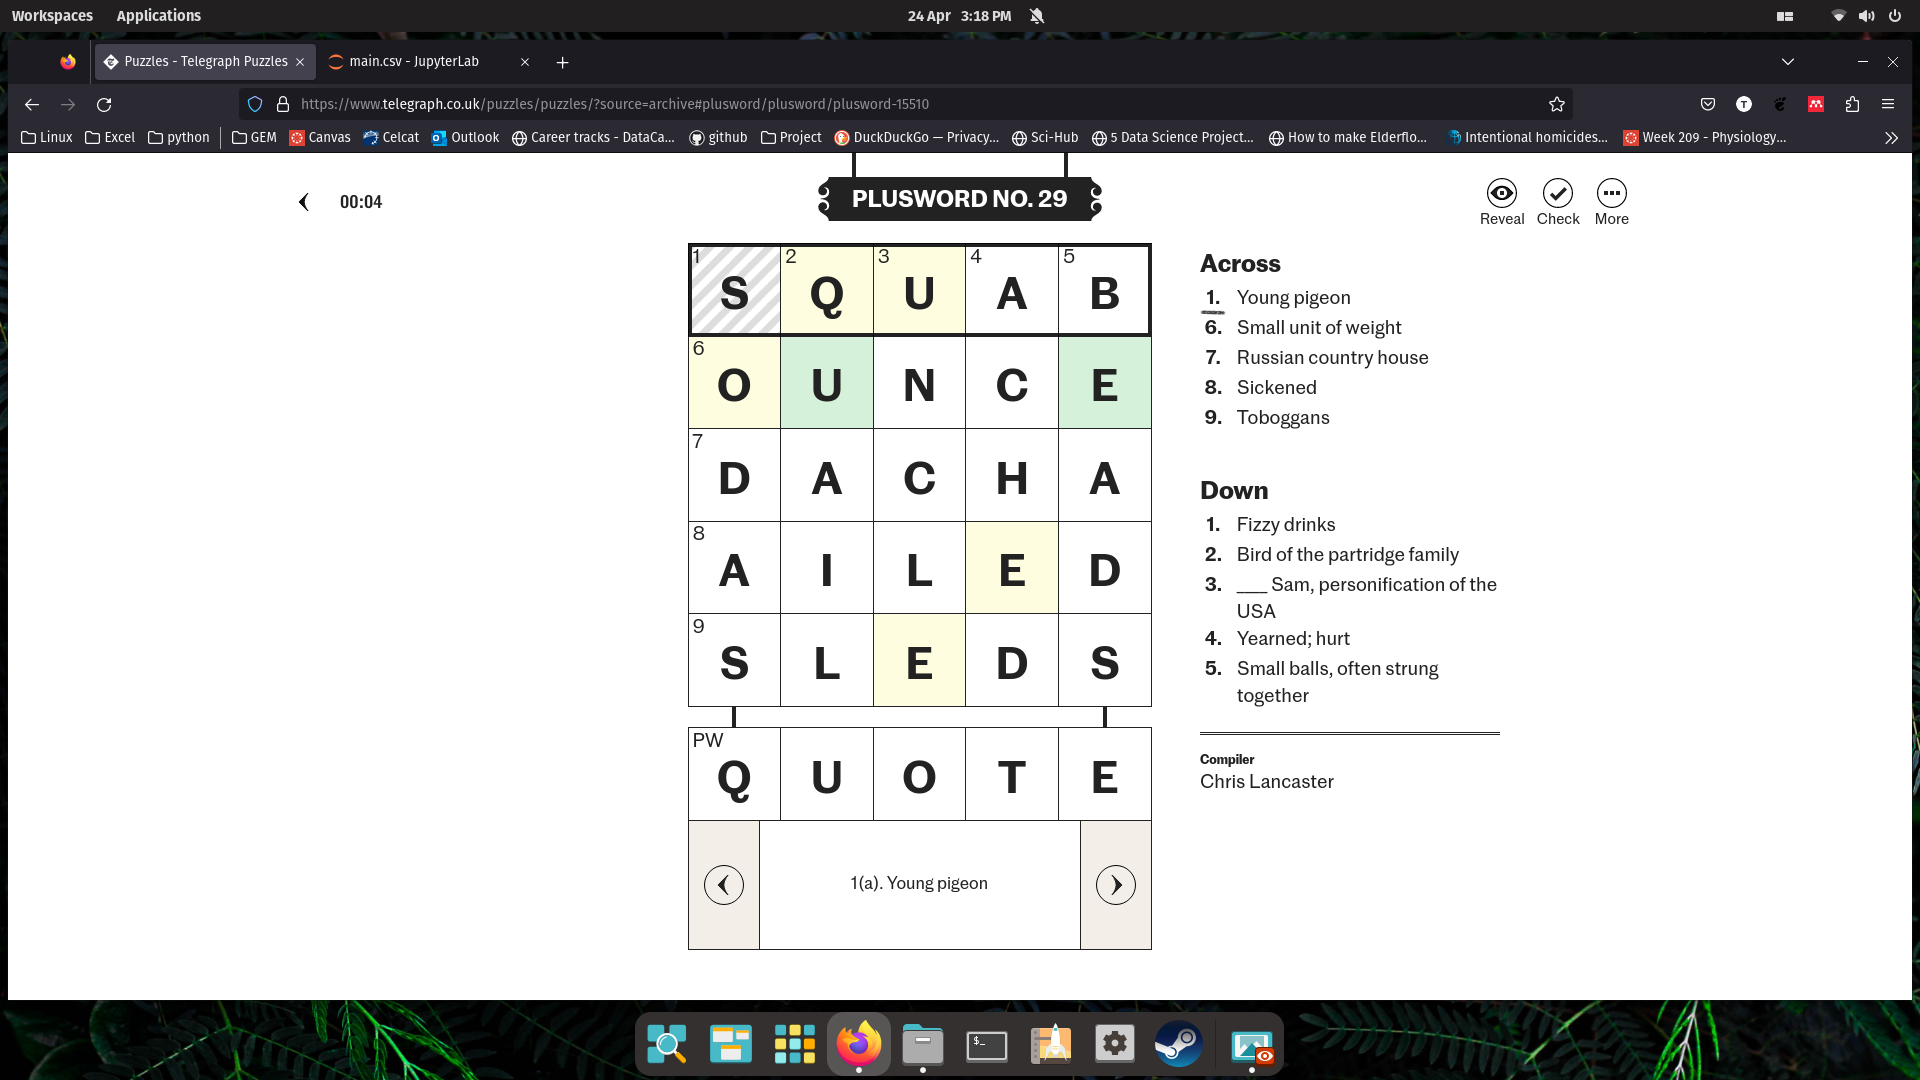 Workspaces Applications 24 Apr 3:18 PM
Puzzles - Telegraph Puzzles main.csv - JupyterLab
https://www.telegraph.co.uk/puzzles/puzzles/?source=archive#plusword/plusword/plusword-15510
Linux Excel python GEM Canvas Celcat Outlook Career tracks - DataCa... github Project DuckDuckGo — Privacy... Sci-Hub 5 Data Science Project... How to make Elderflo... Intentional homicides... Week 209 - Physiology...
00:04
PLUSWORD NO. 29
Reveal Check More
1 2 3 4 5
S Q U A B
6
O U N C E
7
D A C H A
8
A I L E D
9
S L E D S
PW
Q U O T E
1(a). Young pigeon
Across
1. Young pigeon
6. Small unit of weight
7. Russian country house
8. Sickened
9. Toboggans
Down
1. Fizzy drinks
2. Bird of the partridge family
3. ___ Sam, personification of the
USA
4. Yearned; hurt
5. Small balls, often strung
together
Compiler
Chris Lancaster